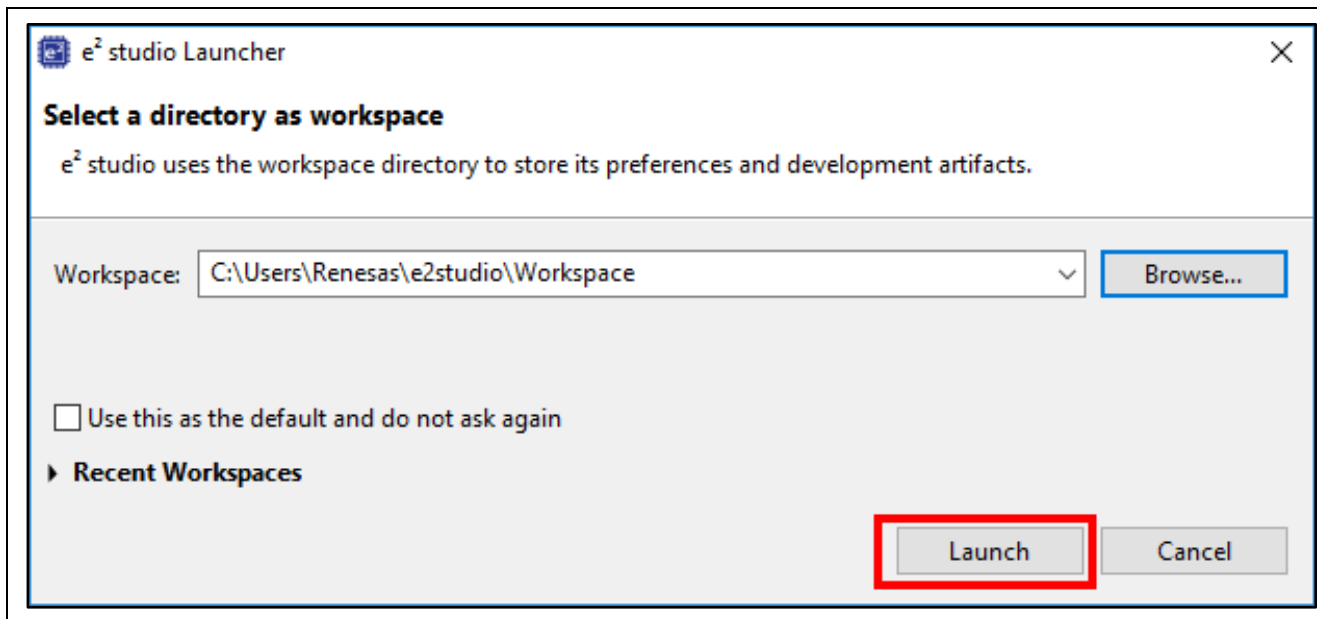 e² studio Launcher
Select a directory as workspace
e² studio uses the workspace directory to store its preferences and development artifacts.
Workspace: C:\Users\Renesas\e2studio\Workspace Browse...
Use this as the default and do not ask again
Recent Workspaces
Launch Cancel